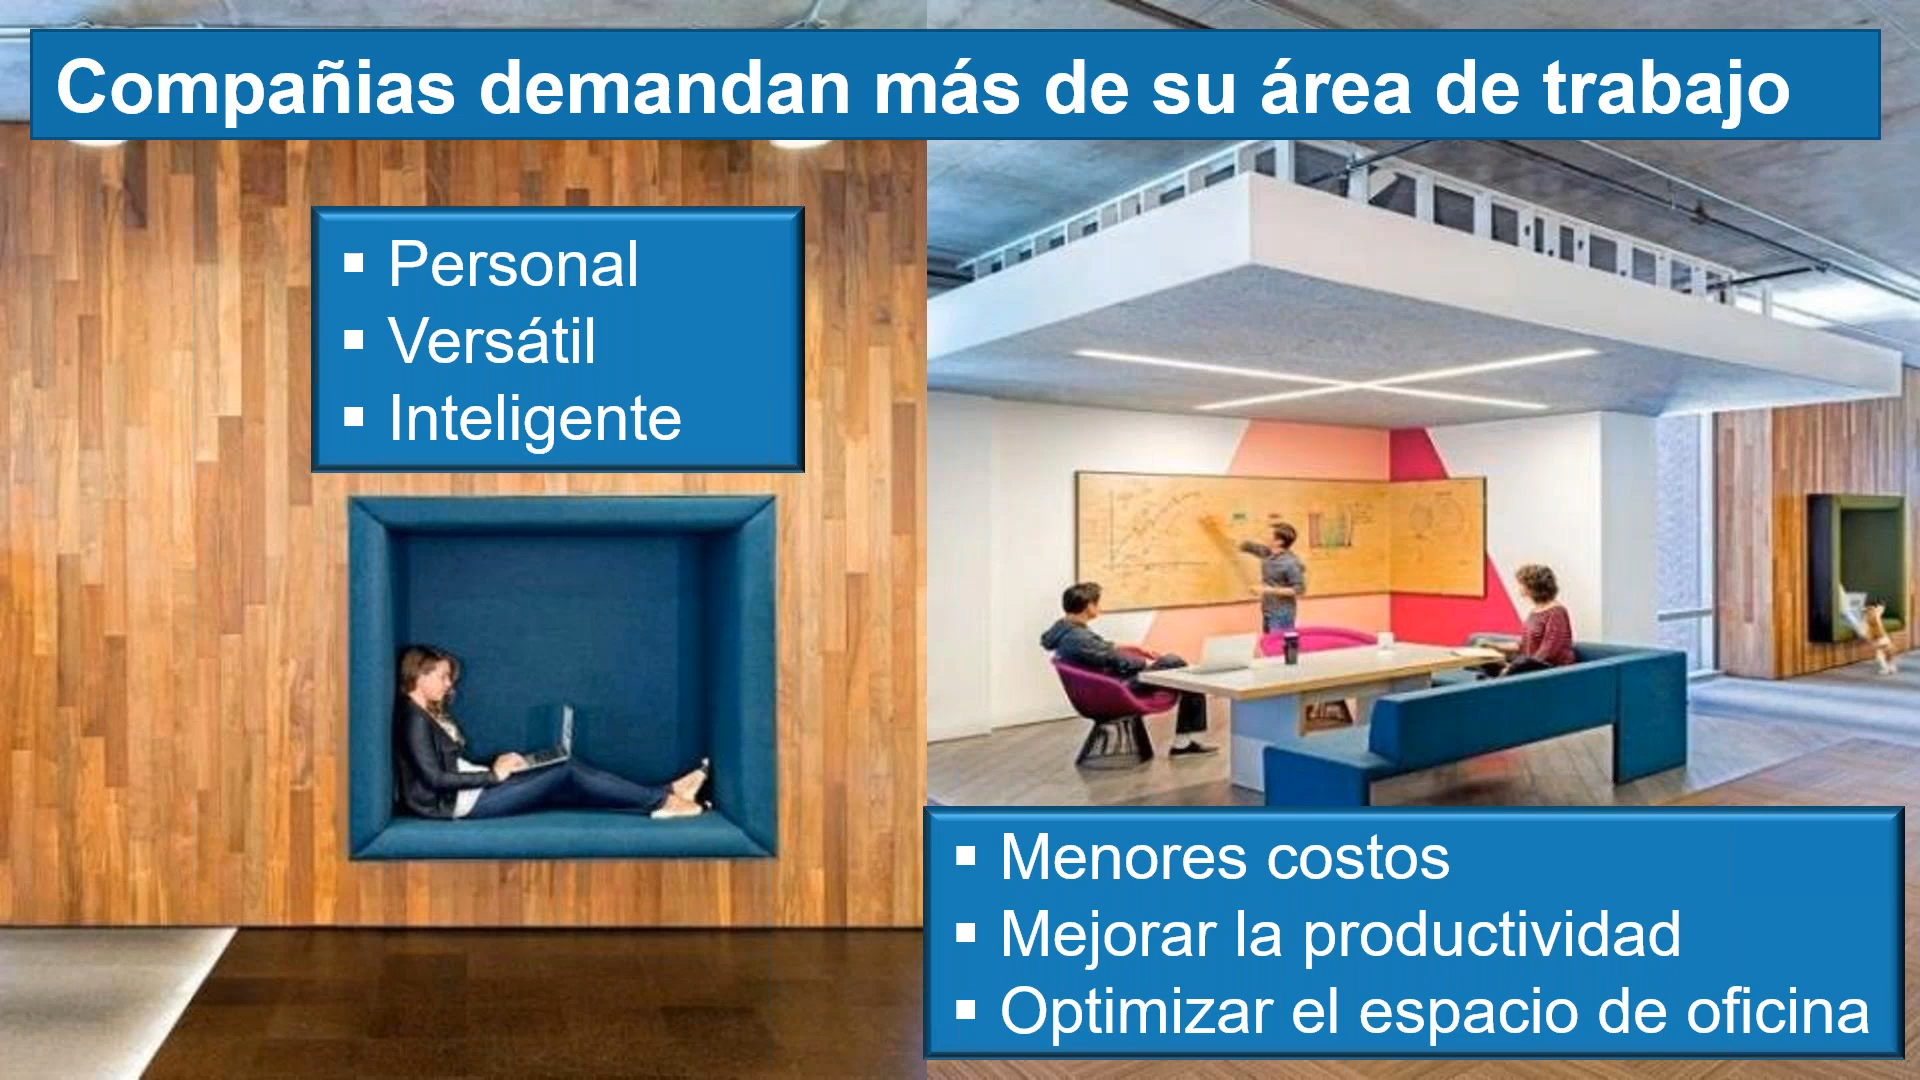 Compañias demandan más de su área de trabajo
▪ Personal
▪ Versátil
▪ Inteligente
▪ Menores costos
▪ Mejorar la productividad
▪ Optimizar el espacio de oficina